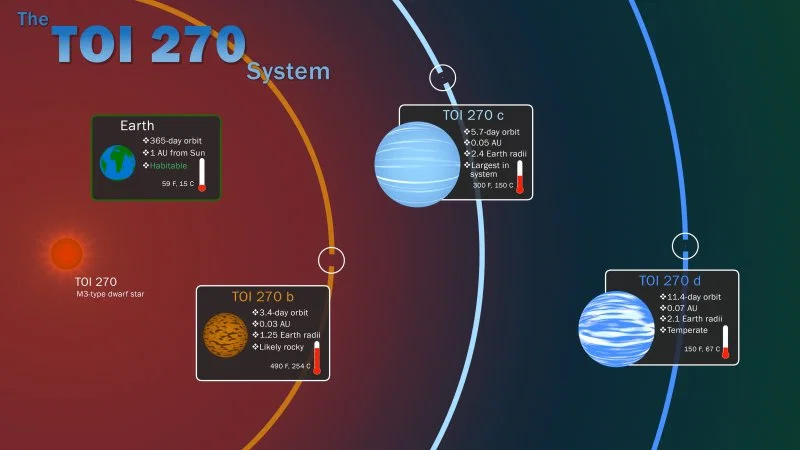 The
TOI 270
System
Earth
❖365-day orbit
❖1 AU from Sun
❖Habitable
59 F, 15 C
TOI 270 c
❖5.7-day orbit
❖0.05 AU
❖2.4 Earth radii
❖Largest in
system
300 F, 150 C
TOI 270
M3-type dwarf star
TOI 270 b
❖3.4-day orbit
❖0.03 AU
❖1.25 Earth radii
❖Likely rocky
490 F, 254 C
TOI 270 d
❖11.4-day orbit
❖0.07 AU
❖2.1 Earth radii
❖Temperate
150 F, 67 C